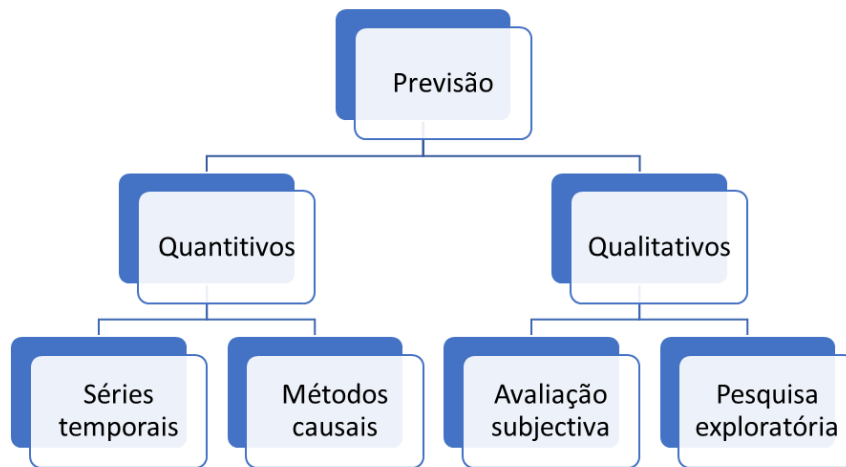 Previsão
Quantitivos
Qualitativos
Séries
temporais
Métodos
causais
Avaliação
subjectiva
Pesquisa
exploratória